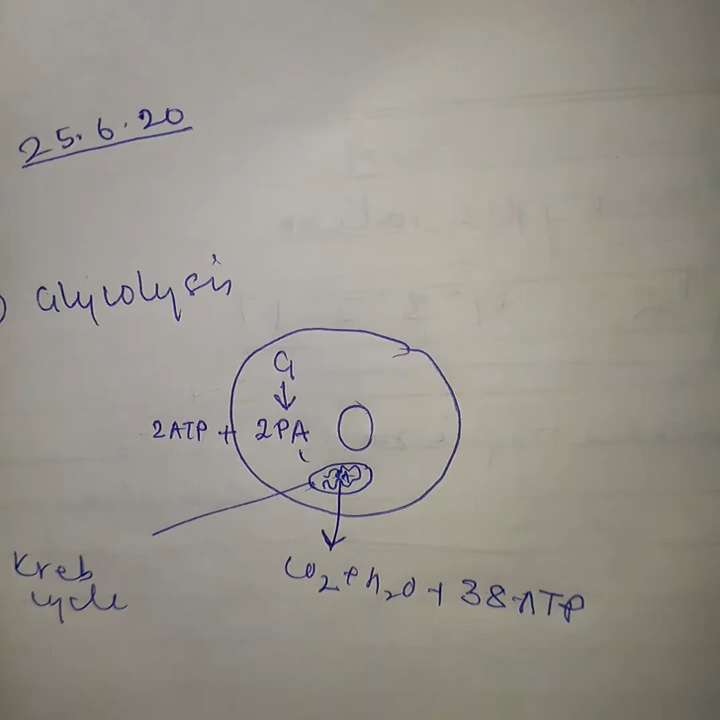 25.6.20
) Glycolysis
G
2ATP + 2PA
Kreb
cycle
CO2 + H2O + 38 ATP